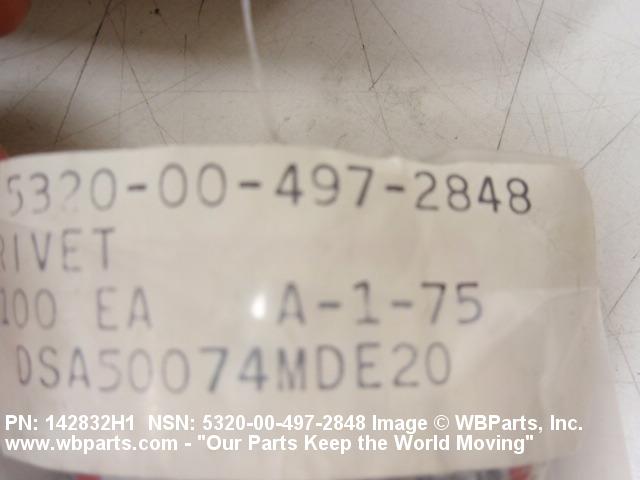 5320-00-497-2848
RIVET
100 EA A-1-75
DSA50074MDE20
PN: 142832H1 NSN: 5320-00-497-2848 Image © WBParts, Inc.
www.wbparts.com - "Our Parts Keep the World Moving"